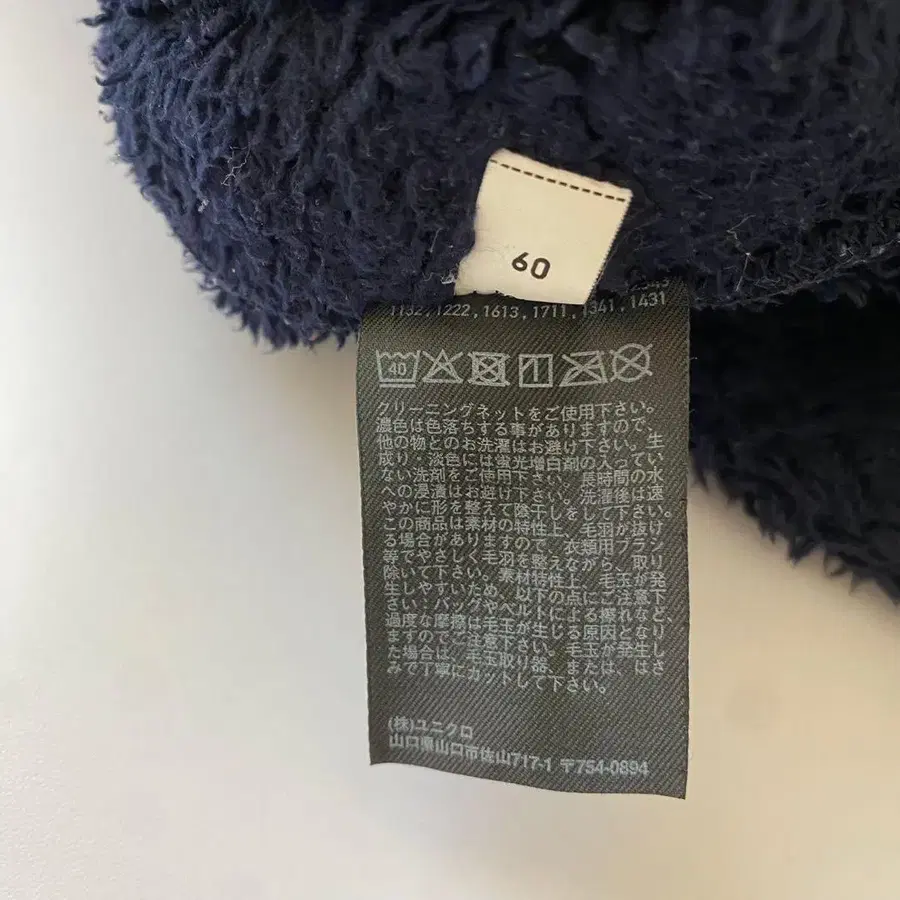 60
1132,1222,1613,1711,1341,1431
40
クリーニングネットをご使用下さい。
濃色は色落ちする事がありますので、
他の物とのお洗濯はお避け下さい。生
成り・淡色には蛍光増白剤の入ってい
ない洗剤をご使用下さい。長時間の水
への浸漬はお避け下さい。洗濯後は速
やかに形を整えて陰干しをして下さい。
この商品は素材の特性上、毛羽が抜け
る場合がありますので、衣類用ブラシ
等でやさしく毛羽を整えながら、取り
除いて下さい。素材特性上、毛玉が発
生しやすいため、以下の点にご注意下
さい：バッグやベルトによる擦れなど、
過度な摩擦は毛玉が生じる原因となり
ますのでご注意下さい。毛玉が発生し
た場合は、毛玉取り器、または、はさ
みで丁寧にカットして下さい。
(株)ユニクロ
山口県山口市佐山717-1 〒754-0894